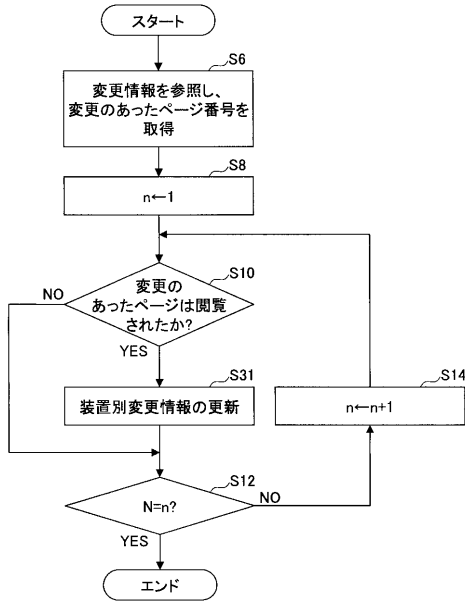 スタート
S6
変更情報を参照し、
変更のあったページ番号を
取得
S8
n←1
S10
変更の
あったページは閲覧
されたか?
NO
YES
S31
装置別変更情報の更新
S14
n←n+1
S12
N=n?
NO
YES
エンド